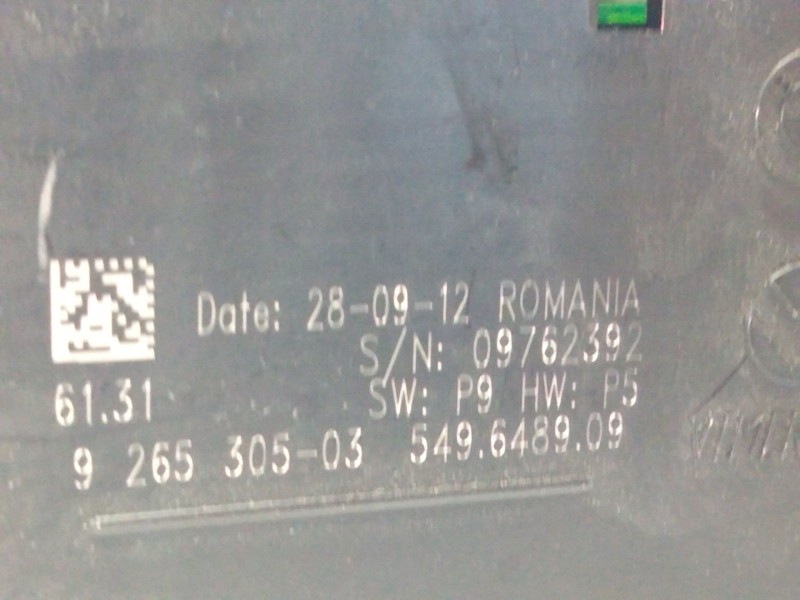 Date: 28-09-12 ROMANIA
S/N: 09762392
61.31 SW: P9 HW: P5
9 265 305-03 549.6489.09